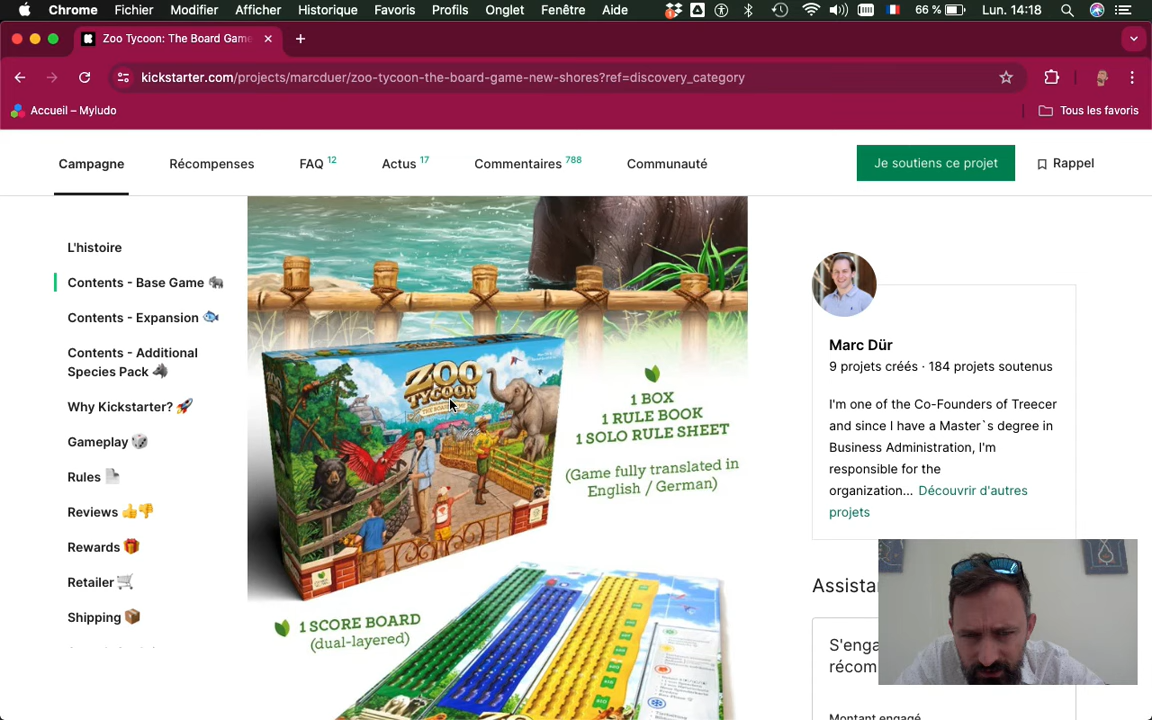 Chrome Fichier Modifier Afficher Historique Favoris Profils Onglet Fenêtre Aide 66 % Lun. 14:18
Zoo Tycoon: The Board Gam
kickstarter.com/projects/marcduer/zoo-tycoon-the-board-game-new-shores?ref=discovery_category
Accueil – Myludo Tous les favoris
Campagne Récompenses FAQ 12 Actus 17 Commentaires 788 Communauté Je soutiens ce projet Rappel
L'histoire
Contents - Base Game
Contents - Expansion
Contents - Additional
Species Pack
Why Kickstarter?
Gameplay
Rules
Reviews
Rewards
Retailer
Shipping
ZOO
TYCOON
THE BOARD GAME
1 BOX
1 RULE BOOK
1 SOLO RULE SHEET
(Game fully translated in
English / German)
1 SCORE BOARD
(dual-layered)
Marc Dür
9 projets créés · 184 projets soutenus
I'm one of the Co-Founders of Treecer
and since I have a Master`s degree in
Business Administration, I'm
responsible for the
organization... Découvrir d'autres
projets
Assista
S'enga
récom
Montant engagé